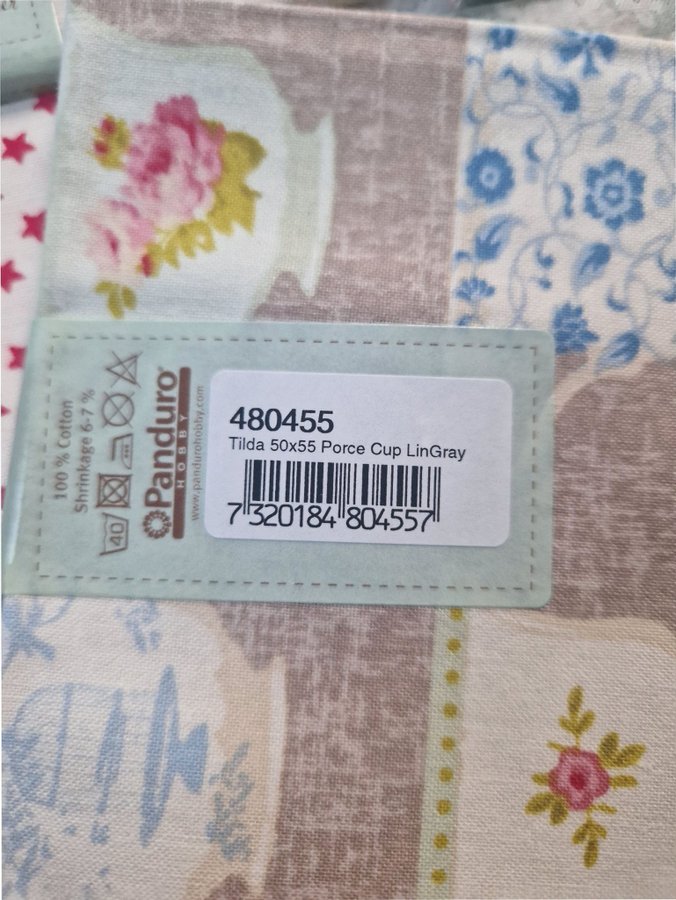 100 % Cotton
Shrinkage 6-7 %
40
Panduro
HOBBY
www.pandurohobby.com
480455
Tilda 50x55 Porce Cup LinGray
7 320184 804557